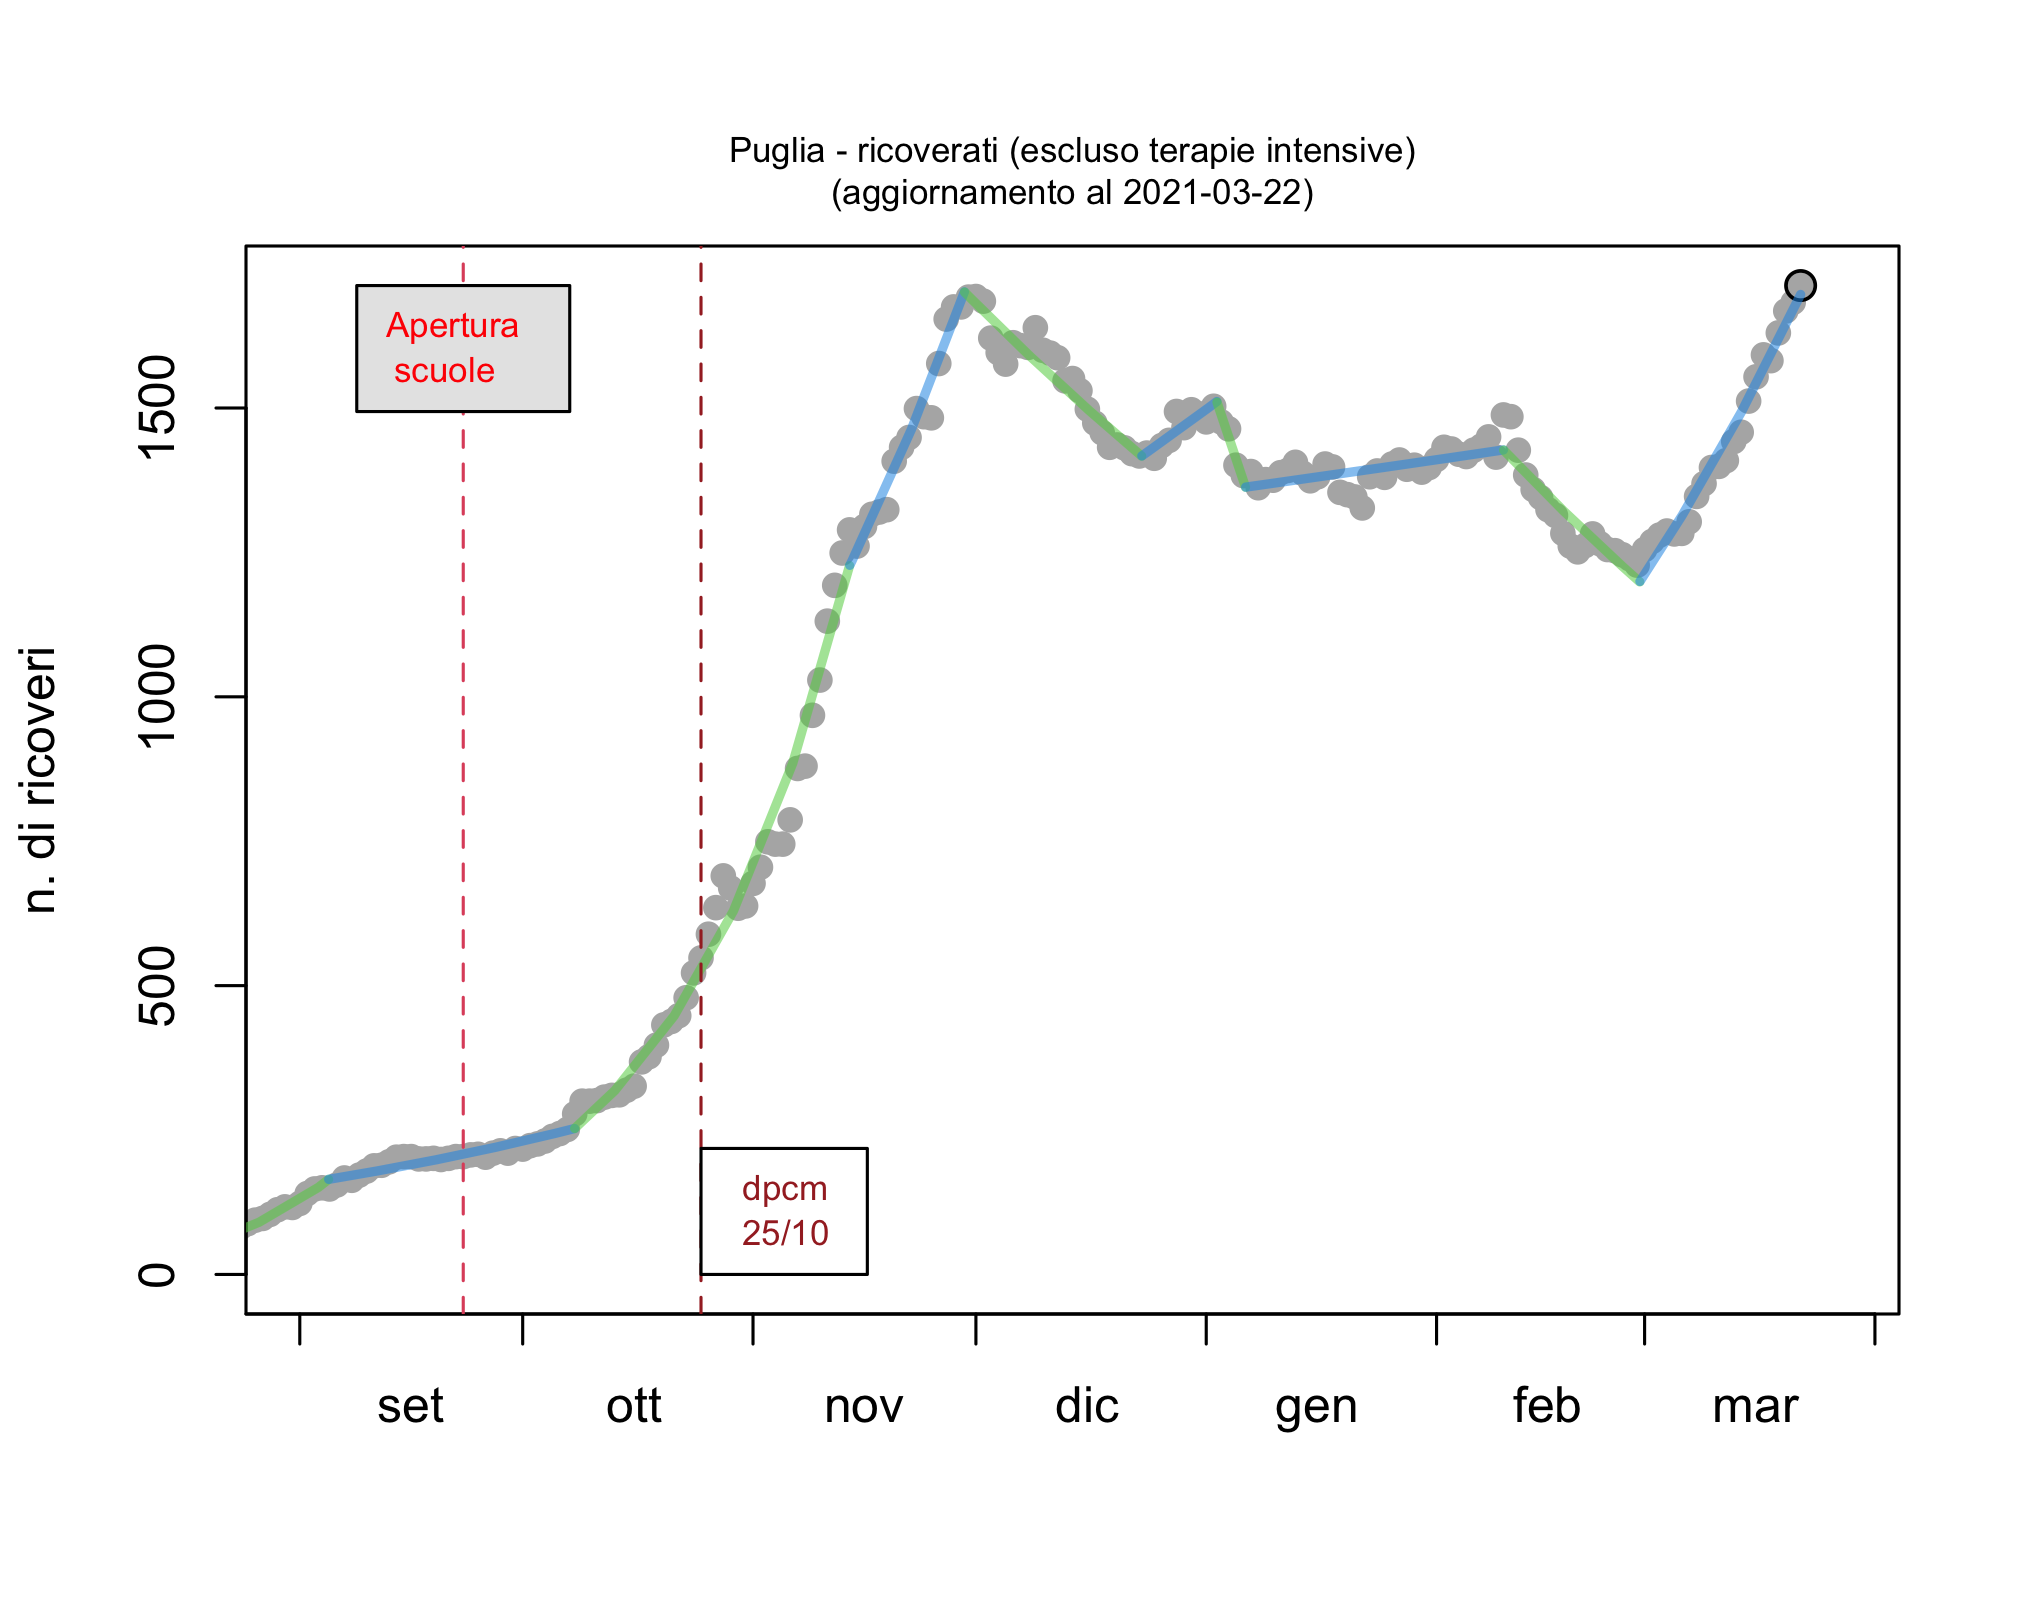 Puglia - ricoverati (escluso terapie intensive)
(aggiornamento al 2021-03-22)
Apertura
scuole
n. di ricoveri
1500
1000
500
0
dpcm
25/10
set ott nov dic gen feb mar